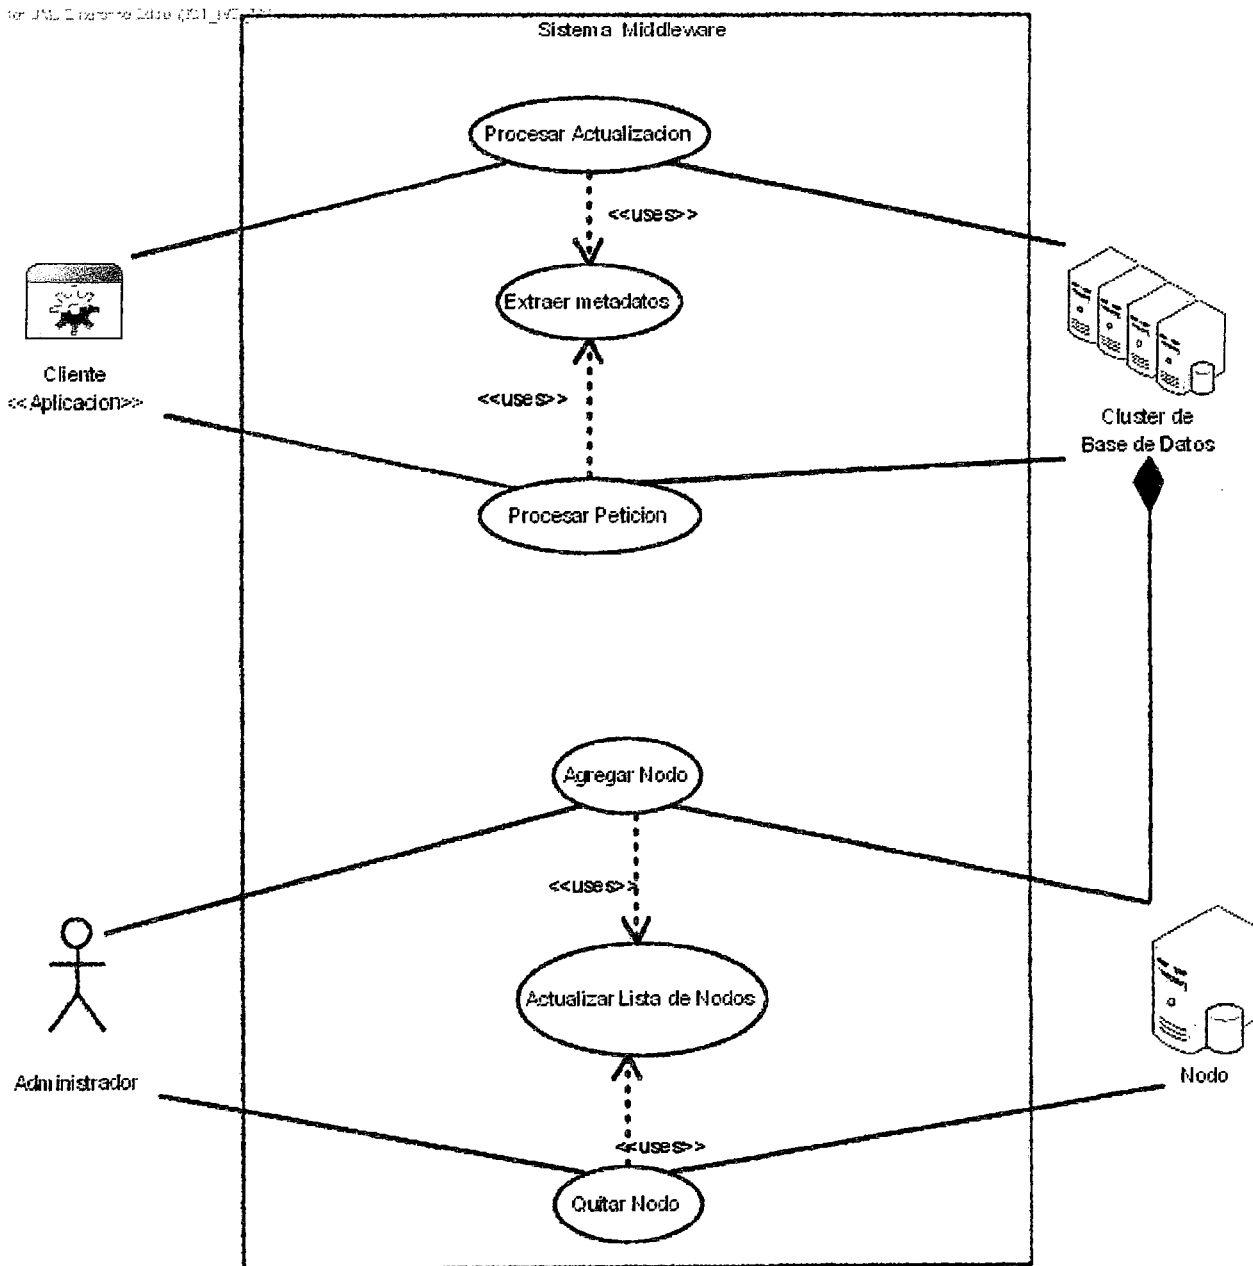 Sistema Middleware
Procesar Actualizacion
<<uses>>
Extraer metadatos
Cliente
<<Aplicacion>>
<<uses>>
Cluster de
Base de Datos
Procesar Peticion
Agregar Nodo
<<uses>>
Actualizar Lista de Nodos
Administrador
Nodo
<<uses>>
Quitar Nodo